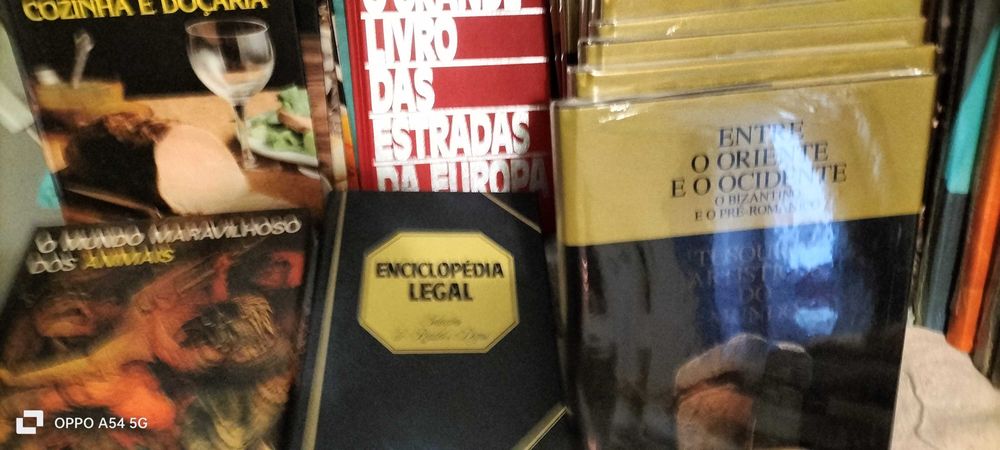 COZINHA E DOÇARIA
O GRANDE
LIVRO
DAS
ESTRADAS
DA EUROPA
ENTRE
O ORIENTE
E O OCIDENTE
O BIZANTINO
E O PRÉ-ROMÂNICO
O MUNDO MARAVILHOSO
DOS ANIMAIS
ENCICLOPÉDIA
LEGAL
OPPO A54 5G